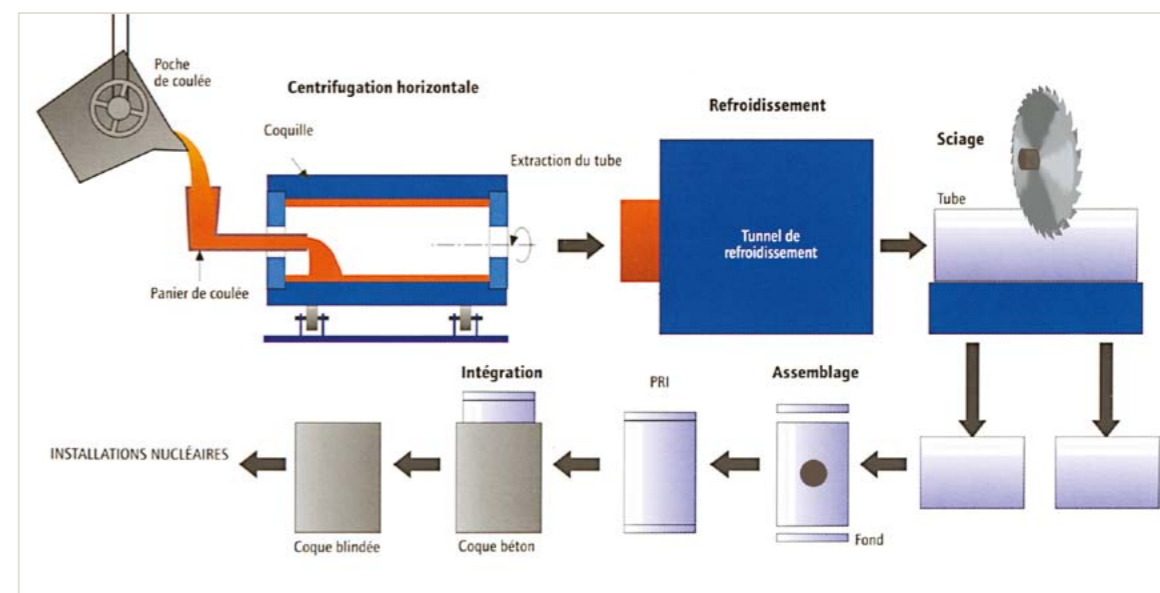 Poche
de coulée
Centrifugation horizontale
Coquille
Extraction du tube
Panier de coulée
Refroidissement
Tunnel de
refroidissement
Sciage
Tube
Intégration
PRI
Assemblage
INSTALLATIONS NUCLÉAIRES
Coque blindée
Coque béton
Fond